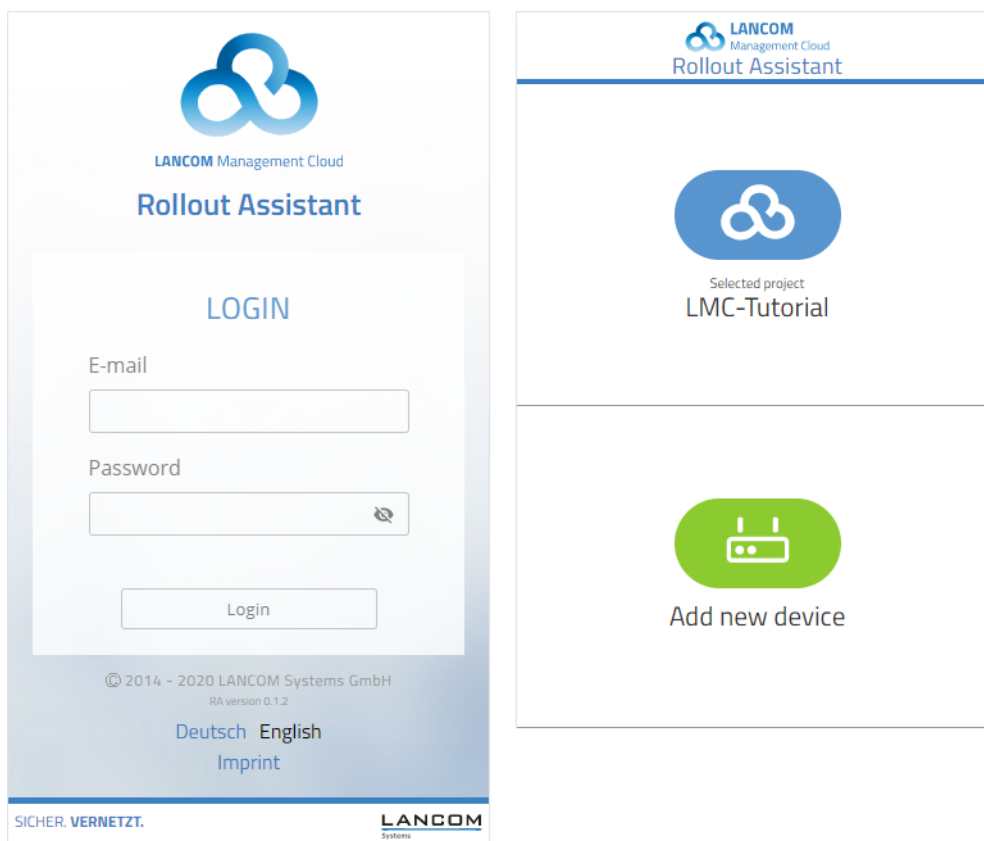 LANCOM Management Cloud
Rollout Assistant
LOGIN
E-mail
Password
Login
© 2014 - 2020 LANCOM Systems GmbH
RA version 0.1.2
Deutsch English
Imprint
SICHER. VERNETZT.
LANCOM
Systems
LANCOM
Management Cloud
Rollout Assistant
Selected project
LMC-Tutorial
Add new device